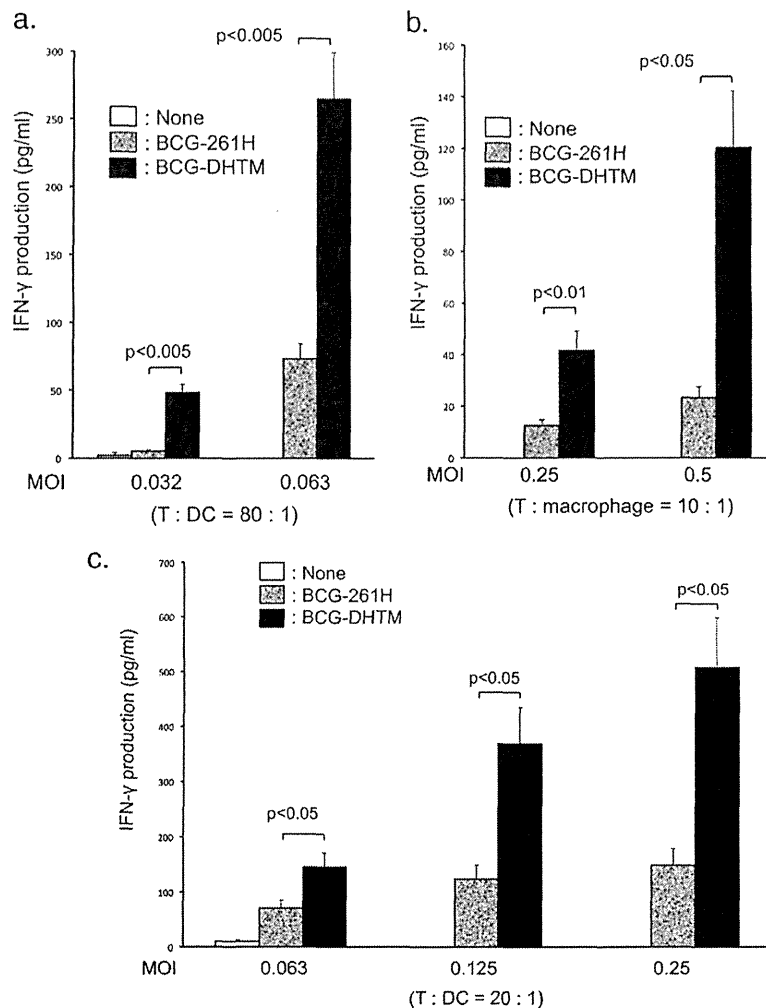 a.
p<0.005
IFN-γ production (pg/ml)
300
250
200
150
100
50
0
: None
: BCG-261H
: BCG-DHTM
p<0.005
MOI 0.032 0.063
(T : DC = 80 : 1)
b.
p<0.05
IFN-γ production (pg/ml)
160
140
120
100
80
60
40
20
0
: None
: BCG-261H
: BCG-DHTM
p<0.01
MOI 0.25 0.5
(T : macrophage = 10 : 1)
c.
IFN-γ production (pg/ml)
700
600
500
400
300
200
100
0
: None
: BCG-261H
: BCG-DHTM
p<0.05
p<0.05
p<0.05
MOI 0.063 0.125 0.25
(T : DC = 20 : 1)